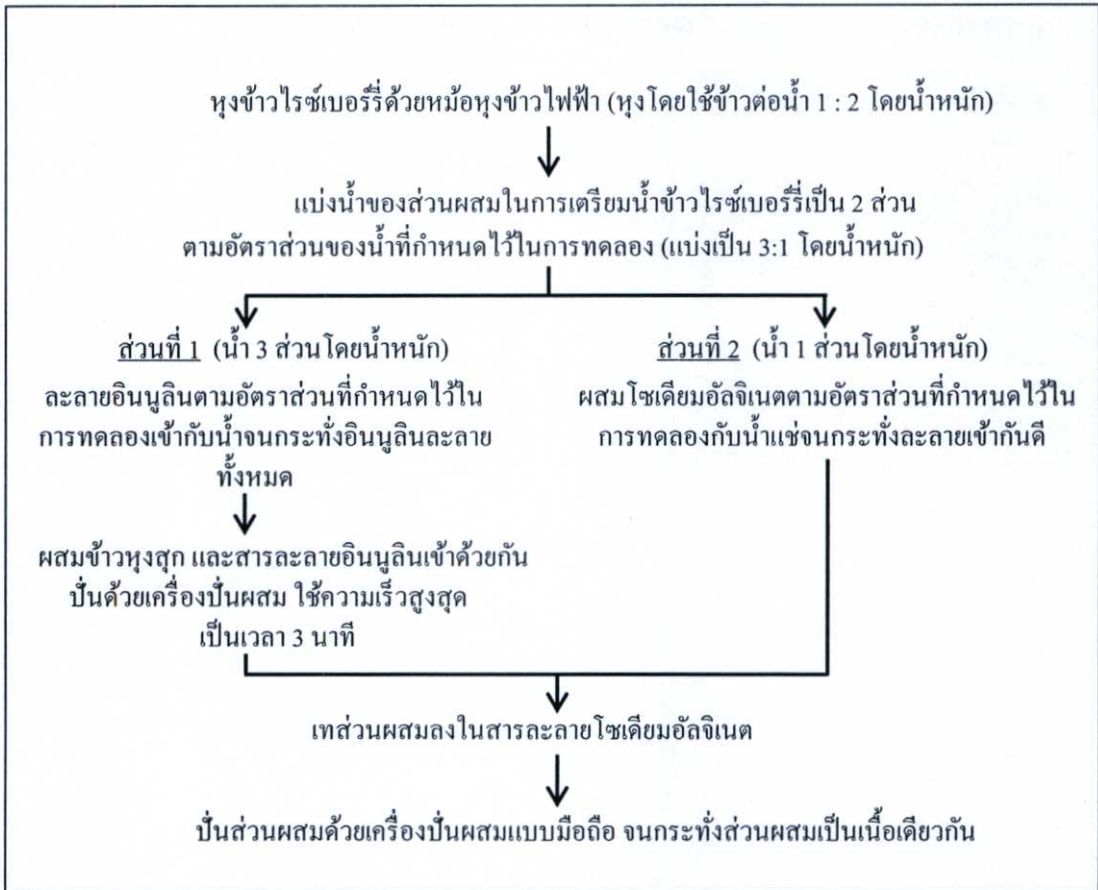 หุงข้าวไรซ์เบอร์รี่ด้วยหม้อหุงข้าวไฟฟ้า (หุงโดยใช้ข้าวต่อน้ำ 1 : 2 โดยน้ำหนัก)
แบ่งน้ำของส่วนผสมในการเตรียมน้ำข้าวไรซ์เบอร์รี่เป็น 2 ส่วน
ตามอัตราส่วนของน้ำที่กำหนดไว้ในการทดลอง (แบ่งเป็น 3:1 โดยน้ำหนัก)
ส่วนที่ 1 (น้ำ 3 ส่วนโดยน้ำหนัก)
ละลายอินนูลินตามอัตราส่วนที่กำหนดไว้ใน
การทดลองเข้ากับน้ำจนกระทั่งอินนูลินละลาย
ทั้งหมด
ผสมข้าวหุงสุก และสารละลายอินนูลินเข้าด้วยกัน
ปั่นด้วยเครื่องปั่นผสม ใช้ความเร็วสูงสุด
เป็นเวลา 3 นาที
ส่วนที่ 2 (น้ำ 1 ส่วนโดยน้ำหนัก)
ผสมโซเดียมอัลจิเนตตามอัตราส่วนที่กำหนดไว้ใน
การทดลองกับน้ำแช่จนกระทั่งละลายเข้ากันดี
เทส่วนผสมลงในสารละลายโซเดียมอัลจิเนต
ปั่นส่วนผสมด้วยเครื่องปั่นผสมแบบมือถือ จนกระทั่งส่วนผสมเป็นเนื้อเดียวกัน